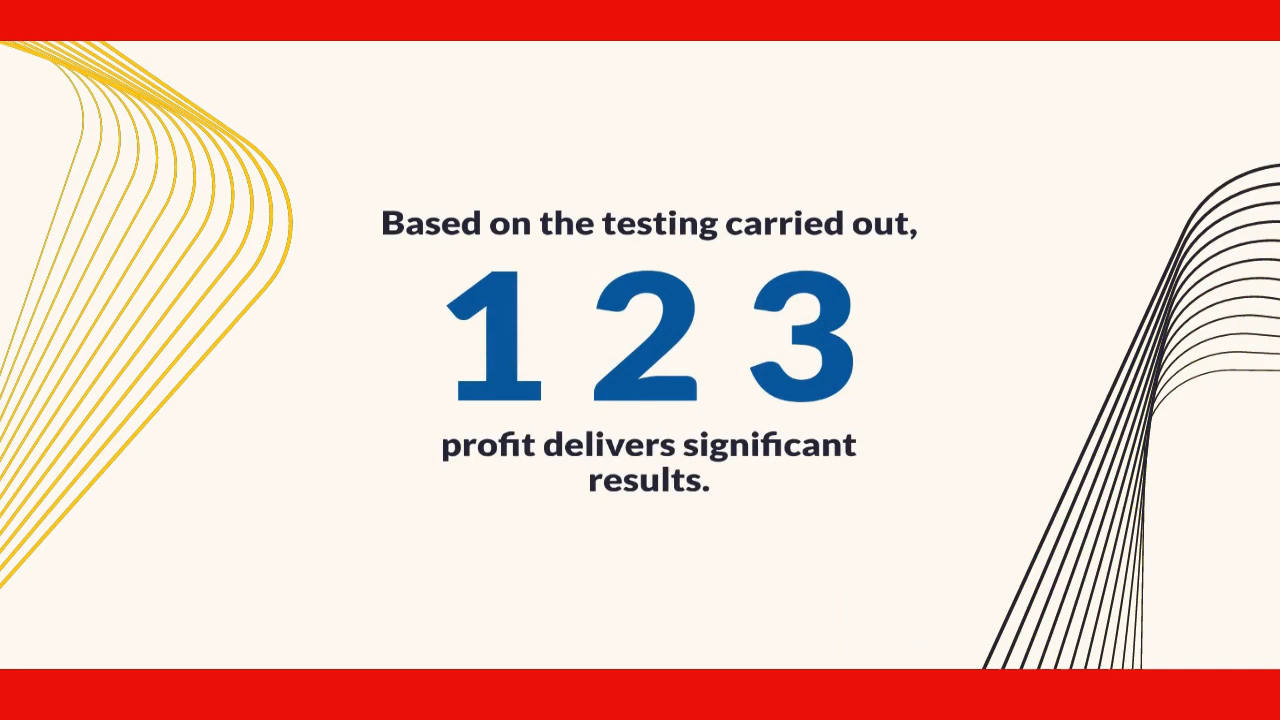 Based on the testing carried out,
1 2 3
profit delivers significant
results.